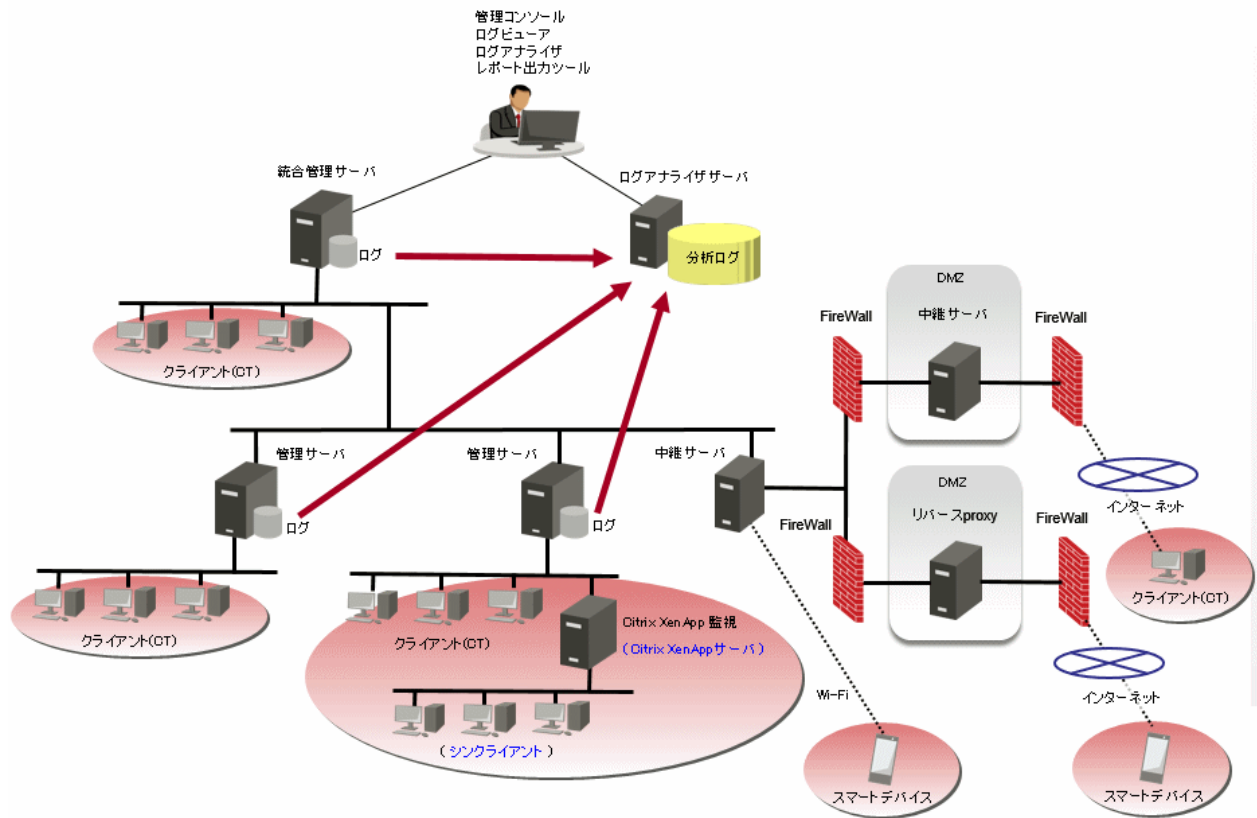 管理コンソール
ログビューア
ログアナライザ
レポート出力ツール
統合管理サーバ
ログアナライザサーバ
ログ
分析ログ
クライアント(CT)
DMZ
中継サーバ
FireWall
FireWall
管理サーバ
管理サーバ
中継サーバ
ログ
ログ
DMZ
リバースproxy
FireWall
FireWall
インターネット
クライアント(CT)
クライアント(CT)
クライアント(CT)
Citrix XenApp 監視
(Citrix XenAppサーバ)
(シンクライアント)
Wi-Fi
インターネット
スマートデバイス
スマートデバイス